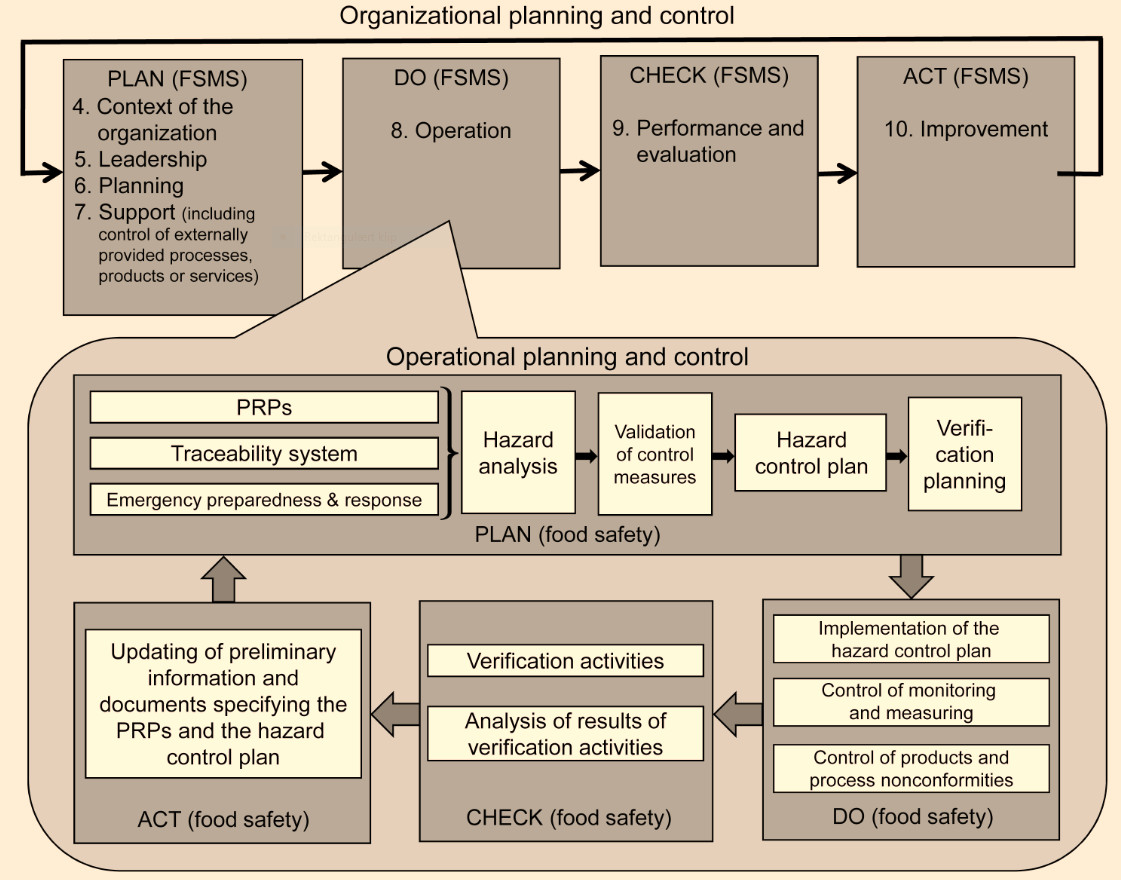 Organizational planning and control
PLAN (FSMS)
4. Context of the
organization
5. Leadership
6. Planning
7. Support (including
control of externally
provided processes,
products or services)
DO (FSMS)
8. Operation
CHECK (FSMS)
9. Performance and
evaluation
ACT (FSMS)
10. Improvement
Operational planning and control
PRPs
Traceability system
Emergency preparedness & response
Hazard
analysis
Validation
of control
measures
Hazard
control plan
Verifi-
cation
planning
PLAN (food safety)
Implementation of the
hazard control plan
Control of monitoring
and measuring
Control of products and
process nonconformities
DO (food safety)
Verification activities
Analysis of results of
verification activities
CHECK (food safety)
Updating of preliminary
information and
documents specifying the
PRPs and the hazard
control plan
ACT (food safety)